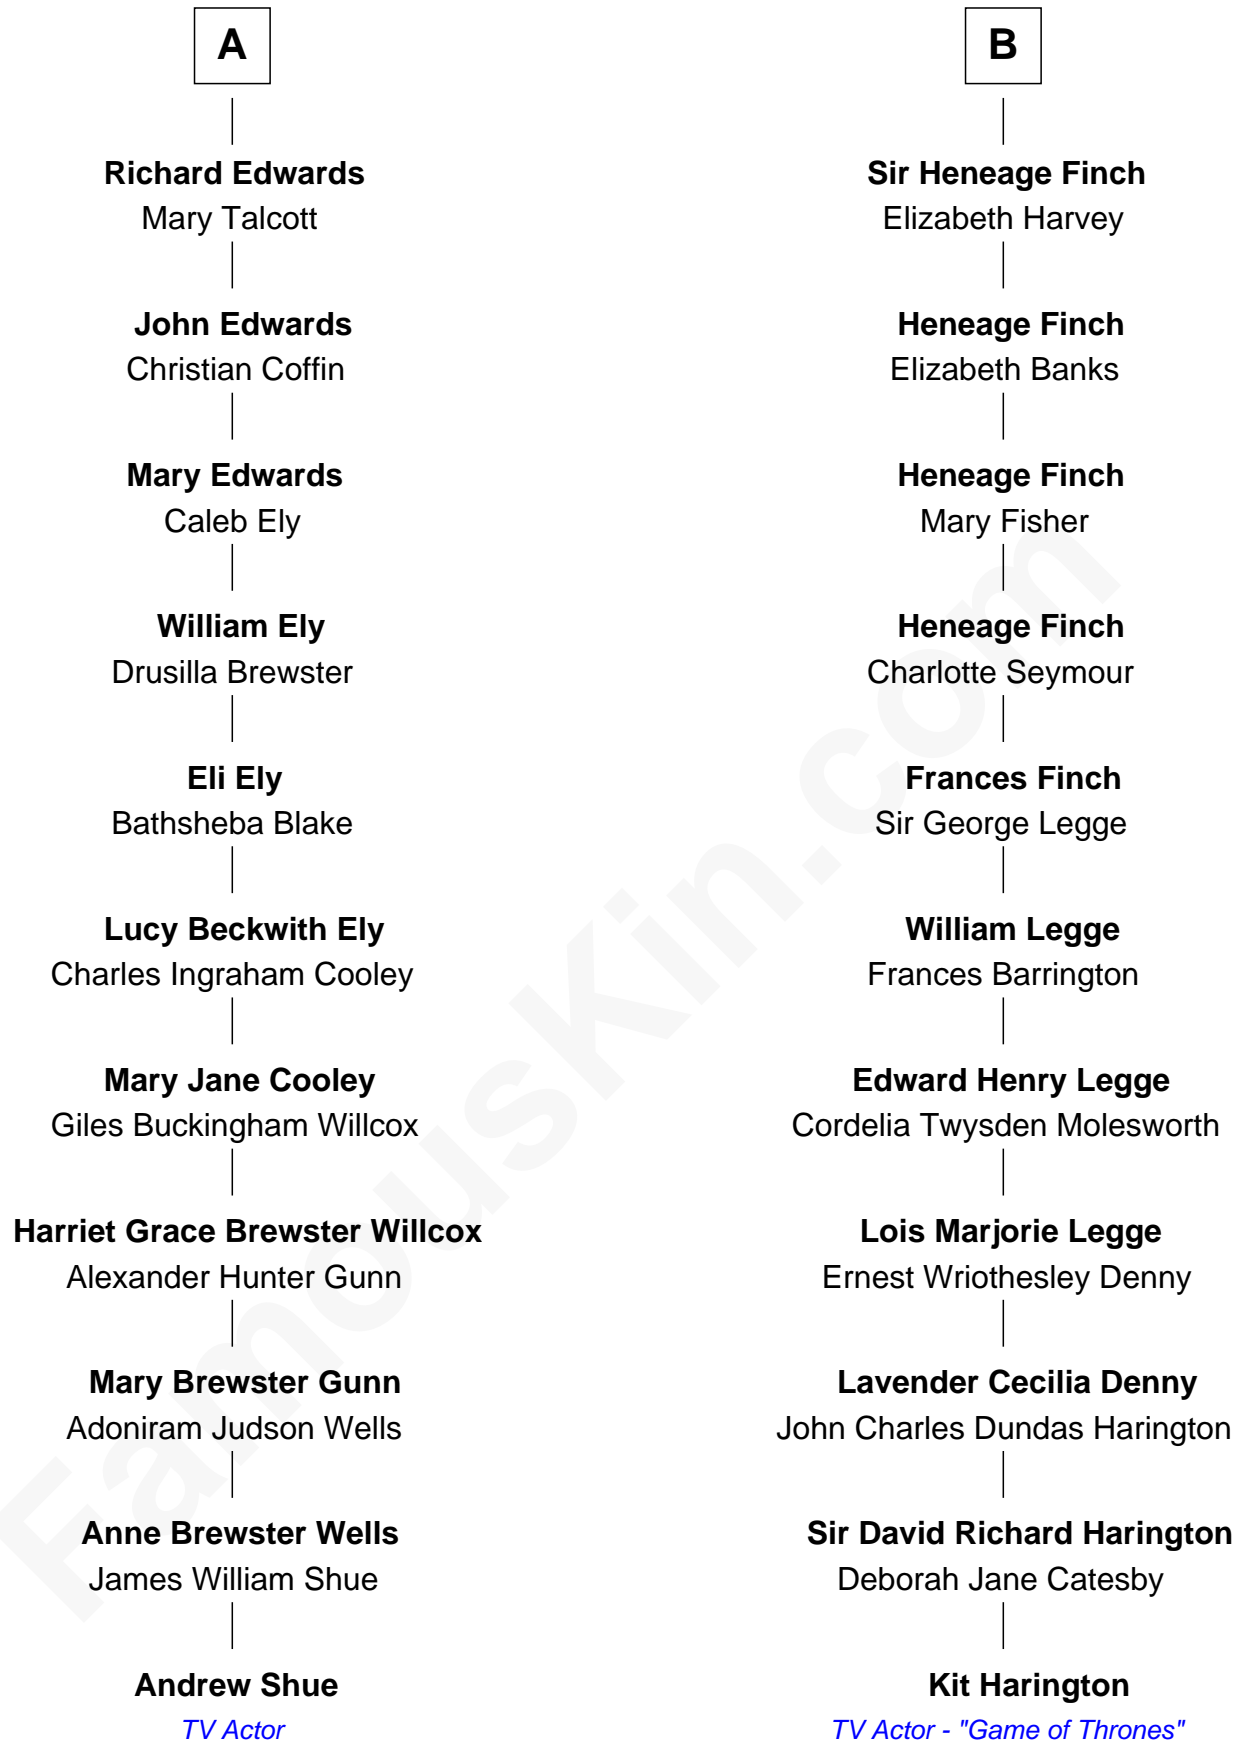 A
Richard Edwards
Mary Talcott
John Edwards
Christian Coffin
Mary Edwards
Caleb Ely
William Ely
Drusilla Brewster
Eli Ely
Bathsheba Blake
Lucy Beckwith Ely
Charles Ingraham Cooley
Mary Jane Cooley
Giles Buckingham Willcox
Harriet Grace Brewster Willcox
Alexander Hunter Gunn
Mary Brewster Gunn
Adoniram Judson Wells
Anne Brewster Wells
James William Shue
Andrew Shue
TV Actor
B
Sir Heneage Finch
Elizabeth Harvey
Heneage Finch
Elizabeth Banks
Heneage Finch
Mary Fisher
Heneage Finch
Charlotte Seymour
Frances Finch
Sir George Legge
William Legge
Frances Barrington
Edward Henry Legge
Cordelia Twysden Molesworth
Lois Marjorie Legge
Ernest Wriothesley Denny
Lavender Cecilia Denny
John Charles Dundas Harington
Sir David Richard Harington
Deborah Jane Catesby
Kit Harington
TV Actor - "Game of Thrones"
FamousKin.com